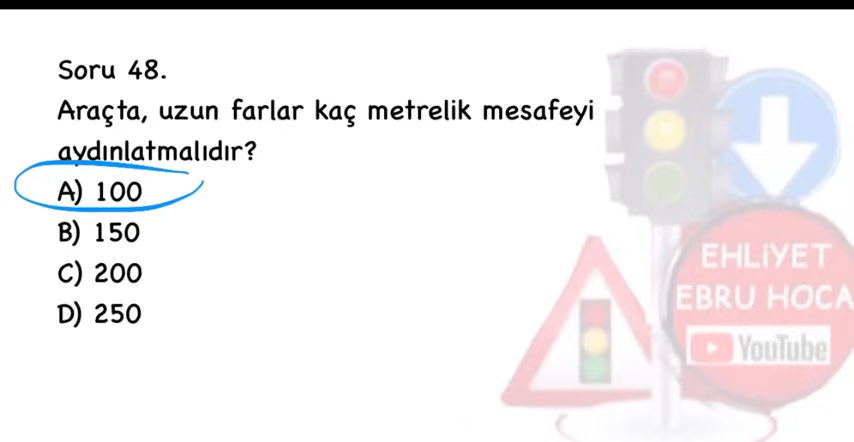 Soru 48.
Araçta, uzun farlar kaç metrelik mesafeyi
aydınlatmalıdır?
A) 100
B) 150
C) 200
D) 250
EHLİYET
EBRU HOCA
YouTube